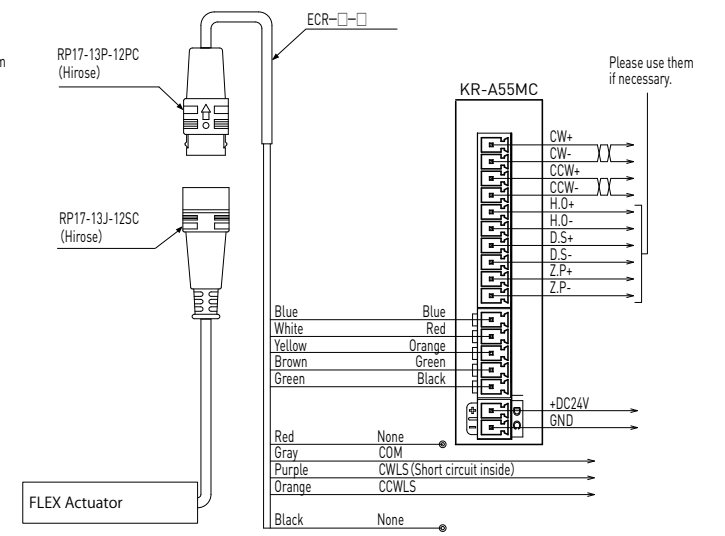 ECR-□-□
RP17-13P-12PC
(Hirose)
Please use them
if necessary.
KR-A55MC
CW+
CW-
CCW+
CCW-
H.O+
H.O-
D.S+
D.S-
Z.P+
Z.P-
RP17-13J-12SC
(Hirose)
Blue Blue
White Red
Yellow Orange
Brown Green
Green Black
+ +DC24V
- GND
Red None
Gray COM
Purple CWLS (Short circuit inside)
Orange CCWLS
Black None
FLEX Actuator